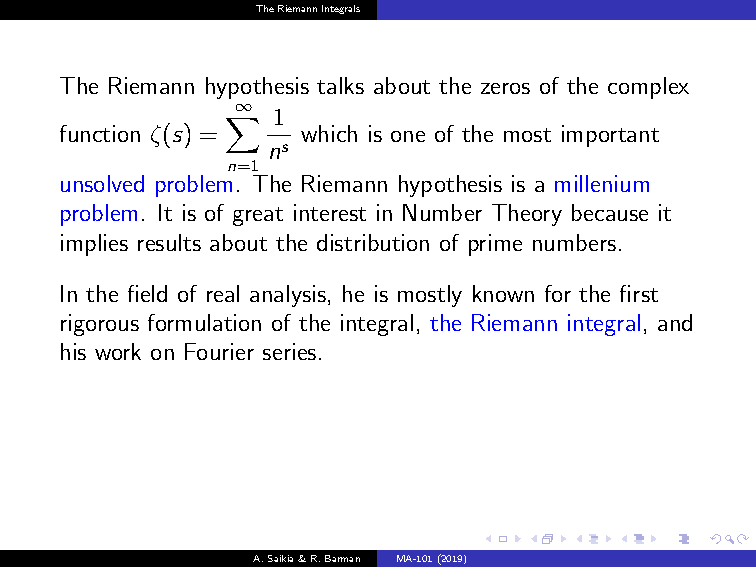 The Riemann Integrals
The Riemann hypothesis talks about the zeros of the complex
function ζ(s) = ∑_{n=1}^{∞} 1/n^s which is one of the most important
unsolved problem. The Riemann hypothesis is a millenium
problem. It is of great interest in Number Theory because it
implies results about the distribution of prime numbers.
In the field of real analysis, he is mostly known for the first
rigorous formulation of the integral, the Riemann integral, and
his work on Fourier series.
A. Saikia & R. Barman MA-101 (2019)